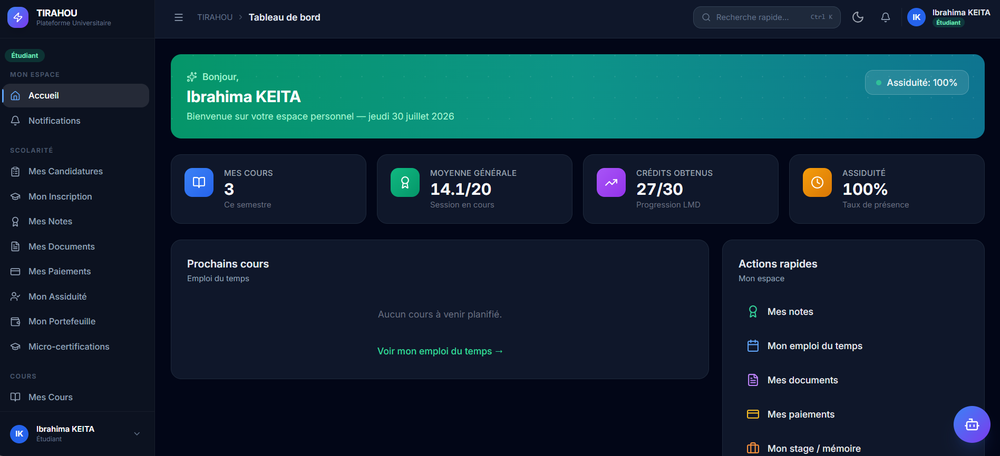 TIRAHOU
Plateforme Universitaire
Étudiant
MON ESPACE
Accueil
Notifications
SCOLARITÉ
Mes Candidatures
Mon Inscription
Mes Notes
Mes Documents
Mes Paiements
Mon Assiduité
Mon Portefeuille
Micro-certifications
COURS
Mes Cours
IK
Ibrahima KEITA
Étudiant
TIRAHOU > Tableau de bord
Recherche rapide... Ctrl K
IK
Ibrahima KEITA
Étudiant
Bonjour,
Ibrahima KEITA
Bienvenue sur votre espace personnel — jeudi 30 juillet 2026
Assiduité: 100%
MES COURS
3
Ce semestre
MOYENNE GÉNÉRALE
14.1/20
Session en cours
CRÉDITS OBTENUS
27/30
Progression LMD
ASSIDUITÉ
100%
Taux de présence
Prochains cours
Emploi du temps
Aucun cours à venir planifié.
Voir mon emploi du temps →
Actions rapides
Mon espace
Mes notes
Mon emploi du temps
Mes documents
Mes paiements
Mon stage / mémoire